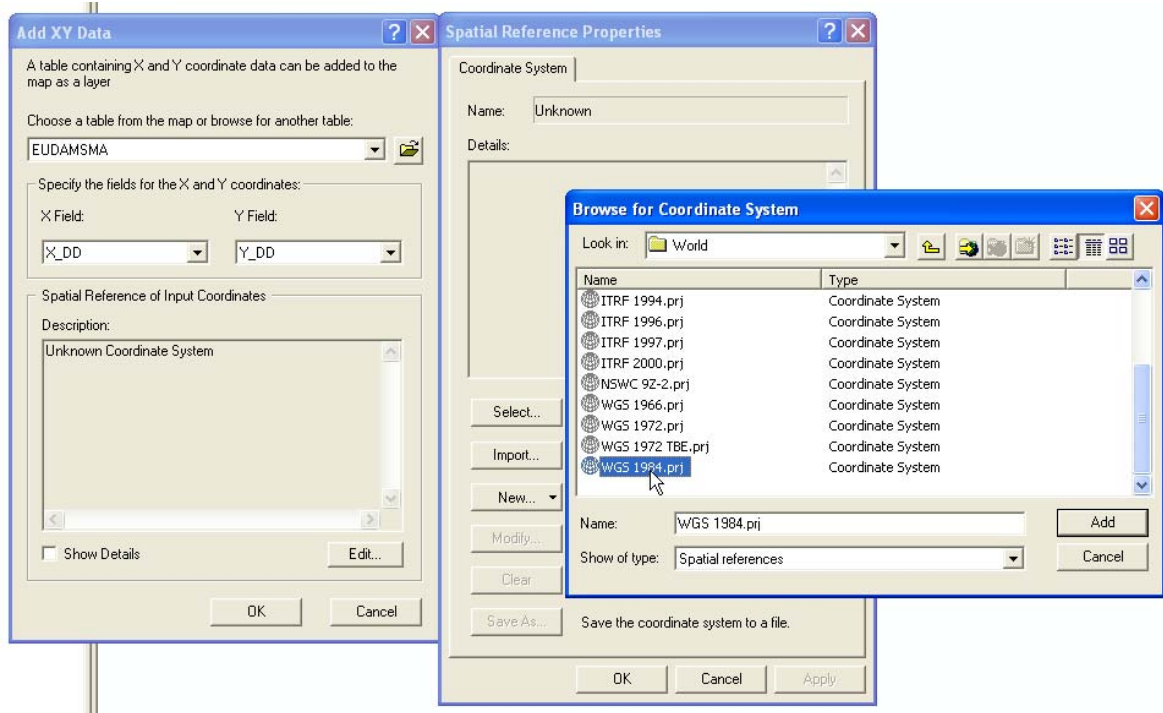 Add XY Data
A table containing X and Y coordinate data can be added to the
map as a layer
Choose a table from the map or browse for another table:
EUDAMSMA
Specify the fields for the X and Y coordinates:
X Field:
Y Field:
X_DD
Y_DD
Spatial Reference of Input Coordinates
Description:
Unknown Coordinate System
Show Details
Edit...
OK
Cancel
Spatial Reference Properties
Coordinate System
Name:
Unknown
Details:
Select...
Import...
New...
Modify...
Clear
Save As...
Save the coordinate system to a file.
OK
Cancel
Apply
Browse for Coordinate System
Look in:
World
Name
Type
ITRF 1994.prj
Coordinate System
ITRF 1996.prj
Coordinate System
ITRF 1997.prj
Coordinate System
ITRF 2000.prj
Coordinate System
NSWC 9Z-2.prj
Coordinate System
WGS 1966.prj
Coordinate System
WGS 1972.prj
Coordinate System
WGS 1972 TBE.prj
Coordinate System
WGS 1984.prj
Coordinate System
Name:
WGS 1984.prj
Add
Show of type:
Spatial references
Cancel